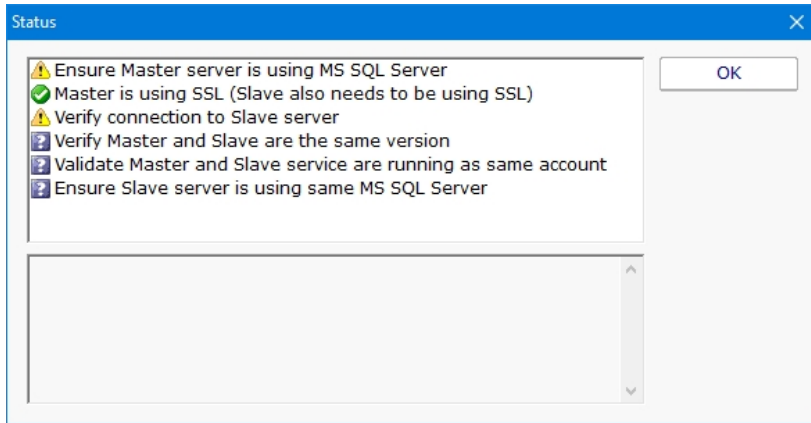 Status
Ensure Master server is using MS SQL Server
OK
Master is using SSL (Slave also needs to be using SSL)
Verify connection to Slave server
Verify Master and Slave are the same version
Validate Master and Slave service are running as same account
Ensure Slave server is using same MS SQL Server